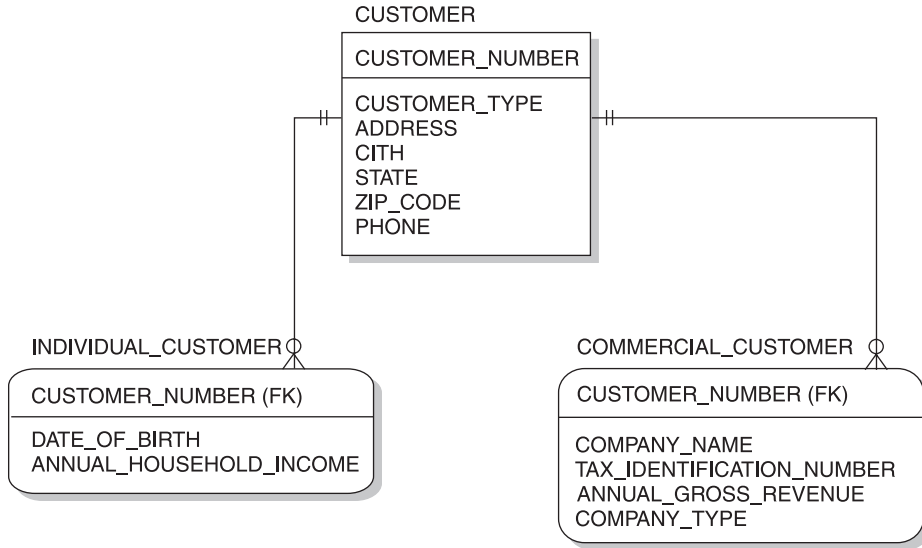 CUSTOMER
CUSTOMER_NUMBER
CUSTOMER_TYPE
ADDRESS
CITH
STATE
ZIP_CODE
PHONE
INDIVIDUAL_CUSTOMER
CUSTOMER_NUMBER (FK)
DATE_OF_BIRTH
ANNUAL_HOUSEHOLD_INCOME
COMMERCIAL_CUSTOMER
CUSTOMER_NUMBER (FK)
COMPANY_NAME
TAX_IDENTIFICATION_NUMBER
ANNUAL_GROSS_REVENUE
COMPANY_TYPE